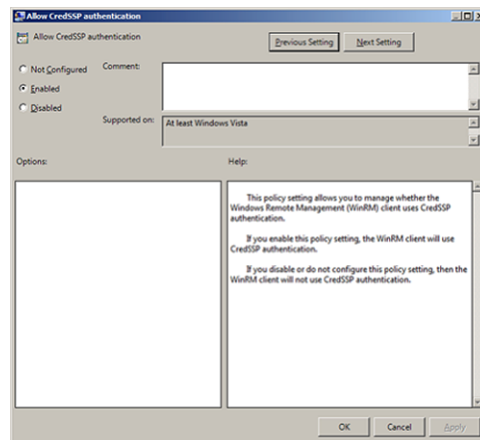 Allow CredSSP authentication
Allow CredSSP authentication
Previous Setting
Next Setting
Not Configured
Comment:
Enabled
Disabled
Supported on:
At least Windows Vista
Options:
Help:
This policy setting allows you to manage whether the
Windows Remote Management (WinRM) client uses CredSSP
authentication.
If you enable this policy setting, the WinRM client will use
CredSSP authentication.
If you disable or do not configure this policy setting, then the
WinRM client will not use CredSSP authentication.
OK
Cancel
Apply